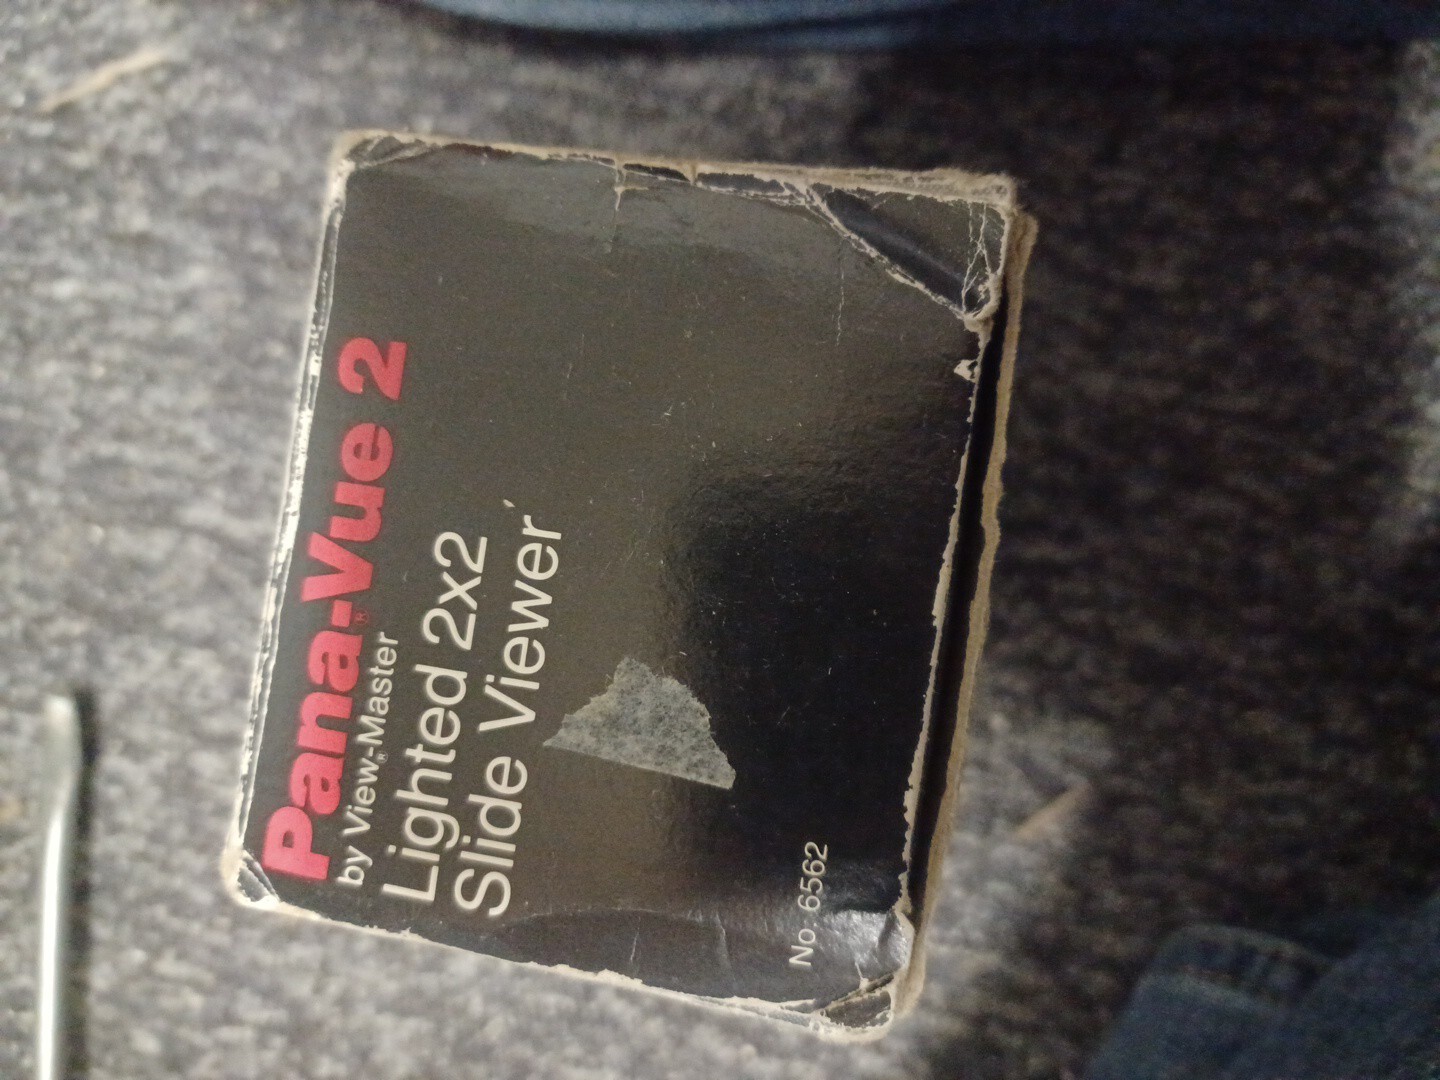 Pana-Vue® 2
by View-Master®
Lighted 2x2
Slide Viewer
No. 6562